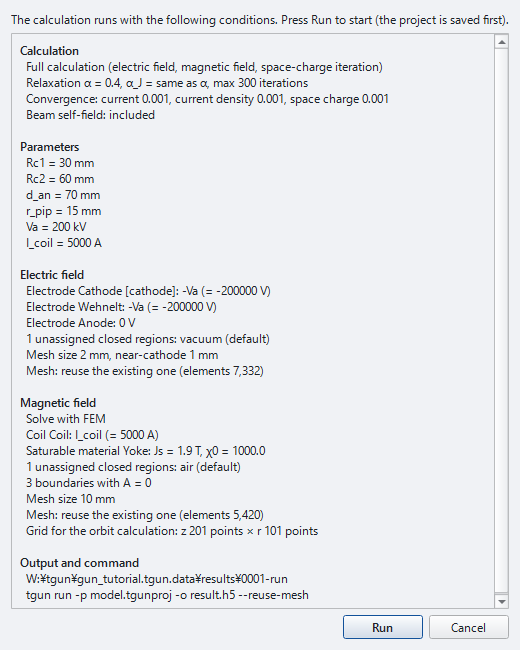 The calculation runs with the following conditions. Press Run to start (the project is saved first).
Calculation
Full calculation (electric field, magnetic field, space-charge iteration)
Relaxation α = 0.4, α_J = same as α, max 300 iterations
Convergence: current 0.001, current density 0.001, space charge 0.001
Beam self-field: included
Parameters
Rc1 = 30 mm
Rc2 = 60 mm
d_an = 70 mm
r_pip = 15 mm
Va = 200 kV
I_coil = 5000 A
Electric field
Electrode Cathode [cathode]: -Va (= -200000 V)
Electrode Wehnelt: -Va (= -200000 V)
Electrode Anode: 0 V
1 unassigned closed regions: vacuum (default)
Mesh size 2 mm, near-cathode 1 mm
Mesh: reuse the existing one (elements 7,332)
Magnetic field
Solve with FEM
Coil Coil: I_coil (= 5000 A)
Saturable material Yoke: Js = 1.9 T, χ0 = 1000.0
1 unassigned closed regions: air (default)
3 boundaries with A = 0
Mesh size 10 mm
Mesh: reuse the existing one (elements 5,420)
Grid for the orbit calculation: z 201 points × r 101 points
Output and command
W:¥tgun¥gun_tutorial.tgun.data¥results¥0001-run
tgun run -p model.tgunproj -o result.h5 --reuse-mesh
Run
Cancel